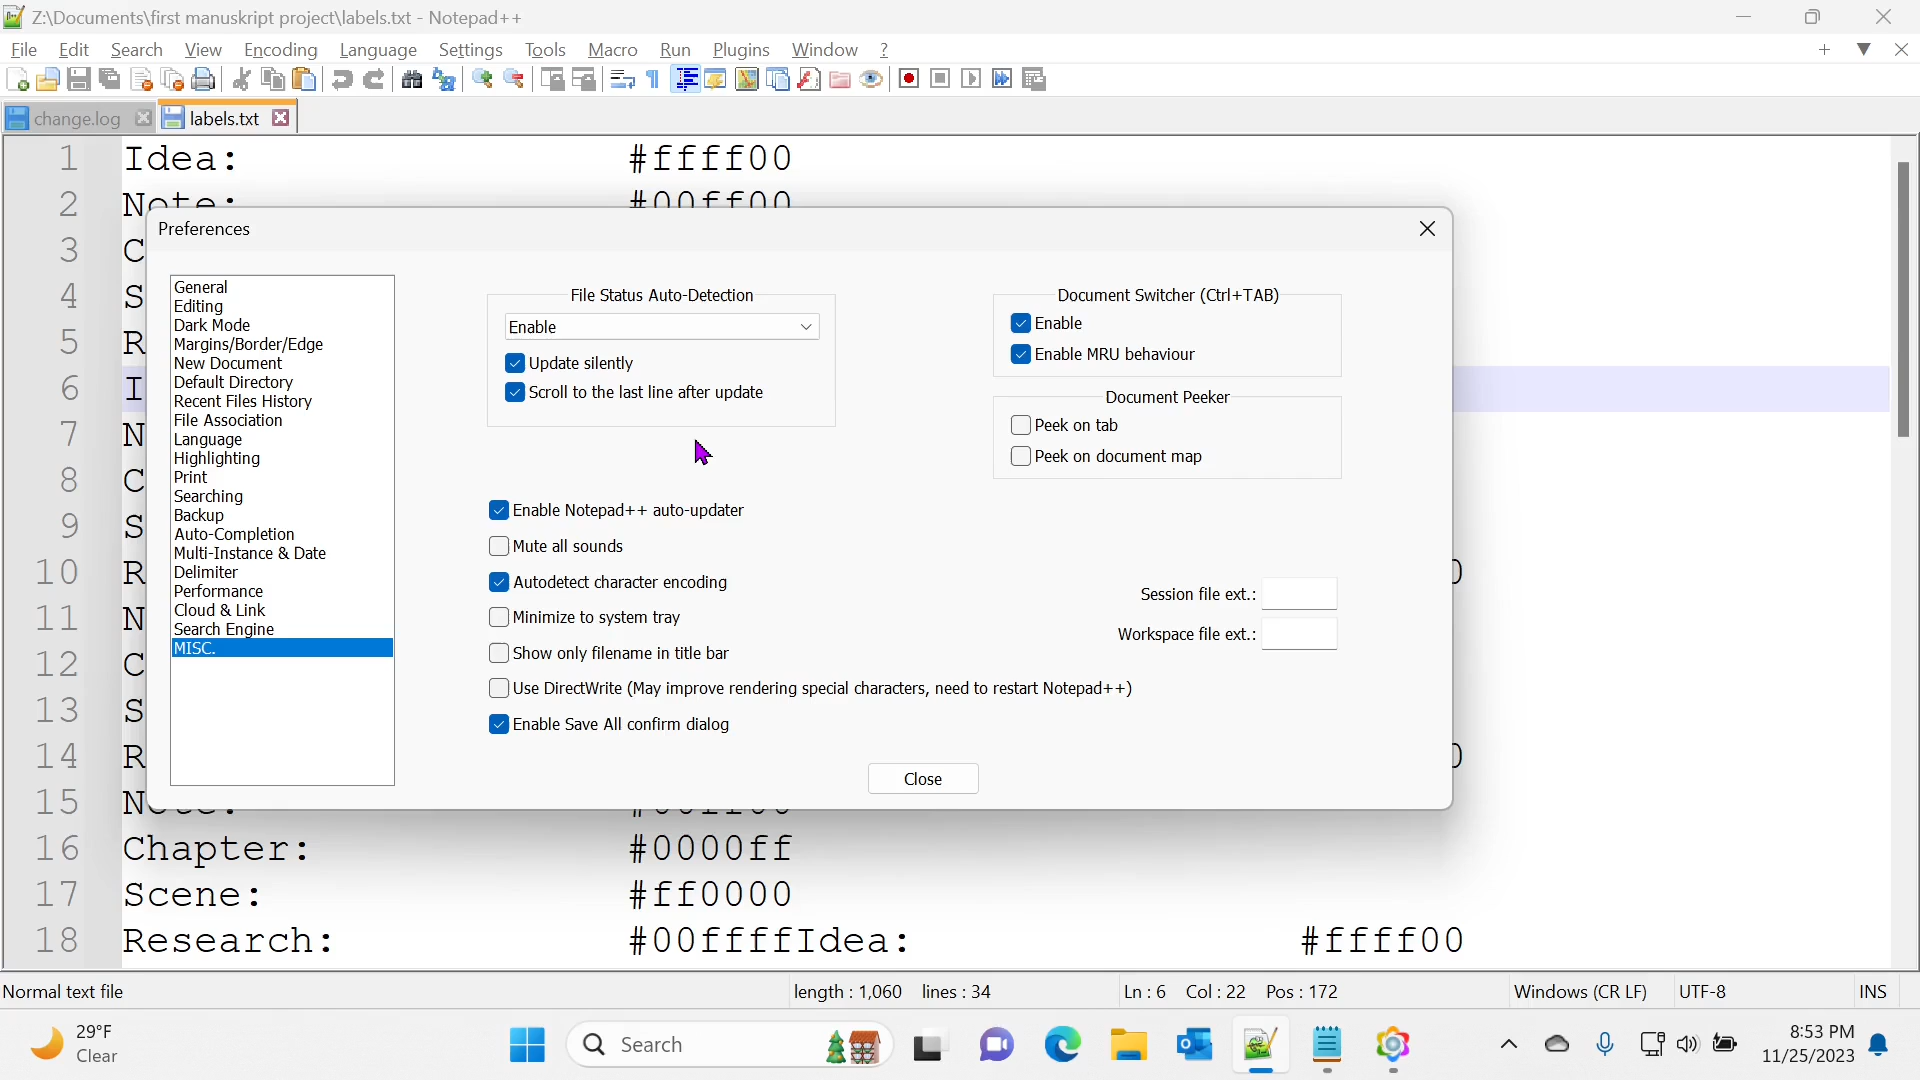 Z:\Documents\first manuskript project\labels.txt - Notepad++
File Edit Search View Encoding Language Settings Tools Macro Run Plugins Window ?
change.log labels.txt
1 Idea: #ffff00
2 Note: #00ff00
3 C
4 S
5 R
6 I
7 N
8 C
9 S
10 R
11 N
12 C
13 S
14 R
15 Note: #00ff00
16 Chapter: #0000ff
17 Scene: #ff0000
18 Research: #00ffffIdea: #ffff00
Preferences
General
Editing
Dark Mode
Margins/Border/Edge
New Document
Default Directory
Recent Files History
File Association
Language
Highlighting
Print
Searching
Backup
Auto-Completion
Multi-Instance & Date
Delimiter
Performance
Cloud & Link
Search Engine
MISC.
File Status Auto-Detection
Enable
Update silently
Scroll to the last line after update
Document Switcher (Ctrl+TAB)
Enable
Enable MRU behaviour
Document Peeker
Peek on tab
Peek on document map
Enable Notepad++ auto-updater
Mute all sounds
Autodetect character encoding
Minimize to system tray
Show only filename in title bar
Use DirectWrite (May improve rendering special characters, need to restart Notepad++)
Enable Save All confirm dialog
Session file ext.:
Workspace file ext.:
Close
Normal text file length : 1,060 lines : 34 Ln : 6 Col : 22 Pos : 172 Windows (CR LF) UTF-8 INS
29°F
Clear
Search
8:53 PM
11/25/2023